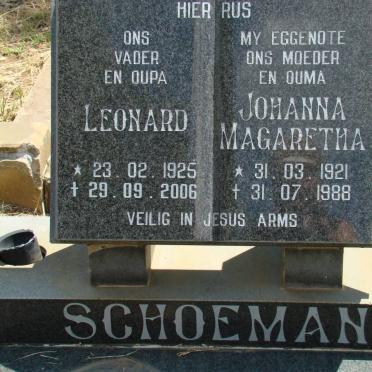 HIER RUS
ONS
VADER
EN OUPA
LEONARD
* 23. 02. 1925
† 29. 09. 2006
MY EGGENOTE
ONS MOEDER
EN OUMA
JOHANNA
MAGARETHA
* 31. 03. 1921
† 31. 07. 1988
VEILIG IN JESUS ARMS
SCHOEMAN